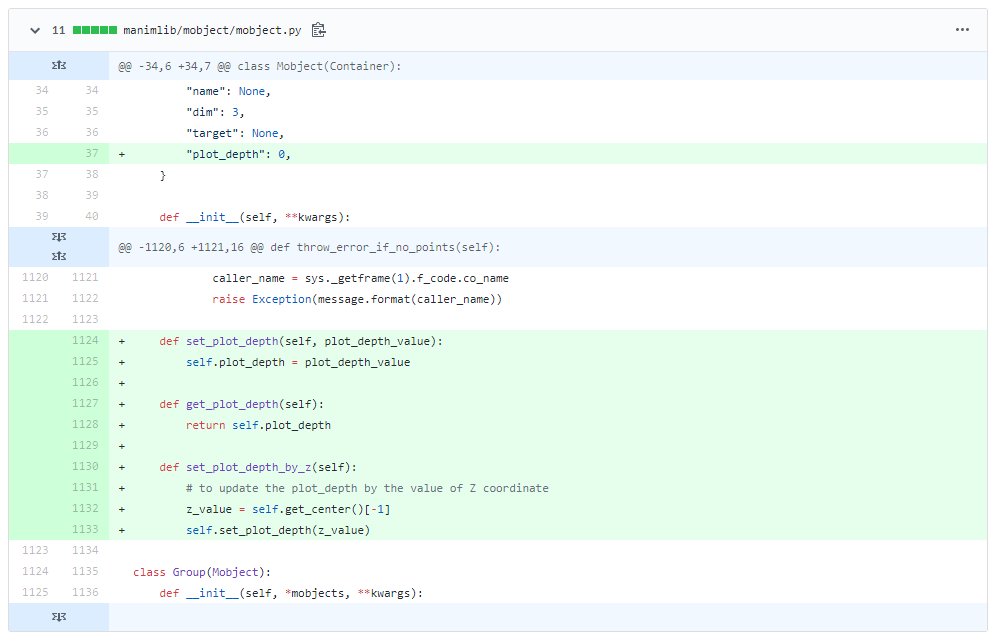 11 manimlib/mobject/mobject.py
@@ -34,6 +34,7 @@ class Mobject(Container):
34 34 "name": None,
35 35 "dim": 3,
36 36 "target": None,
37 + "plot_depth": 0,
37 38 }
38 39
39 40 def __init__(self, **kwargs):
@@ -1120,6 +1121,16 @@ def throw_error_if_no_points(self):
1120 1121 caller_name = sys._getframe(1).f_code.co_name
1121 1122 raise Exception(message.format(caller_name))
1122 1123
1124 + def set_plot_depth(self, plot_depth_value):
1125 + self.plot_depth = plot_depth_value
1126 +
1127 + def get_plot_depth(self):
1128 + return self.plot_depth
1129 +
1130 + def set_plot_depth_by_z(self):
1131 + # to update the plot_depth by the value of Z coordinate
1132 + z_value = self.get_center()[-1]
1133 + self.set_plot_depth(z_value)
1123 1134
1124 1135 class Group(Mobject):
1125 1136 def __init__(self, *mobjects, **kwargs):